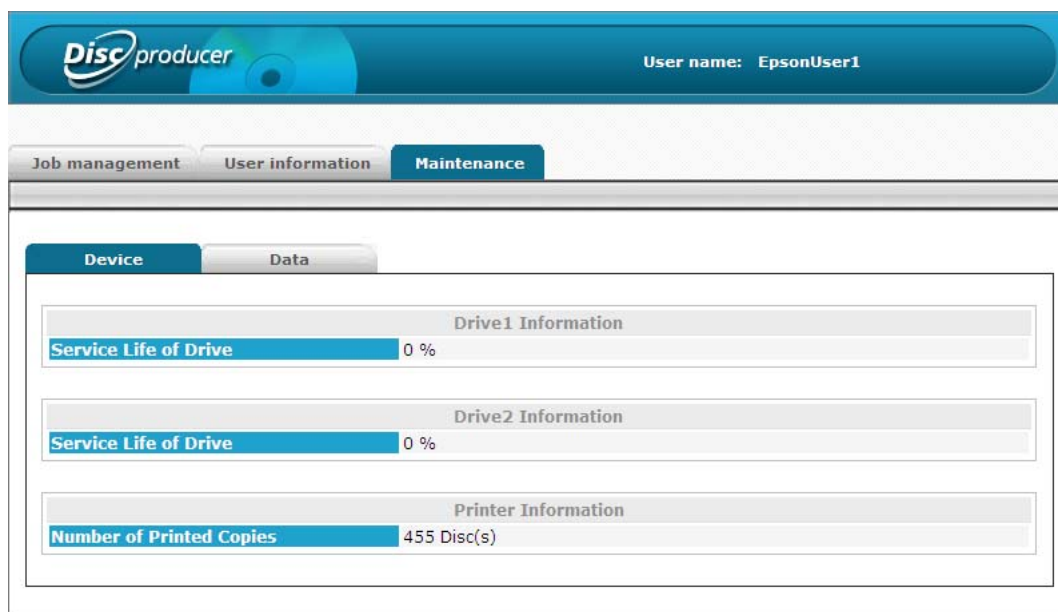 Disc producer
User name: EpsonUser1
Job management User information Maintenance
Device Data
Drive1 Information
Service Life of Drive 0 %
Drive2 Information
Service Life of Drive 0 %
Printer Information
Number of Printed Copies 455 Disc(s)